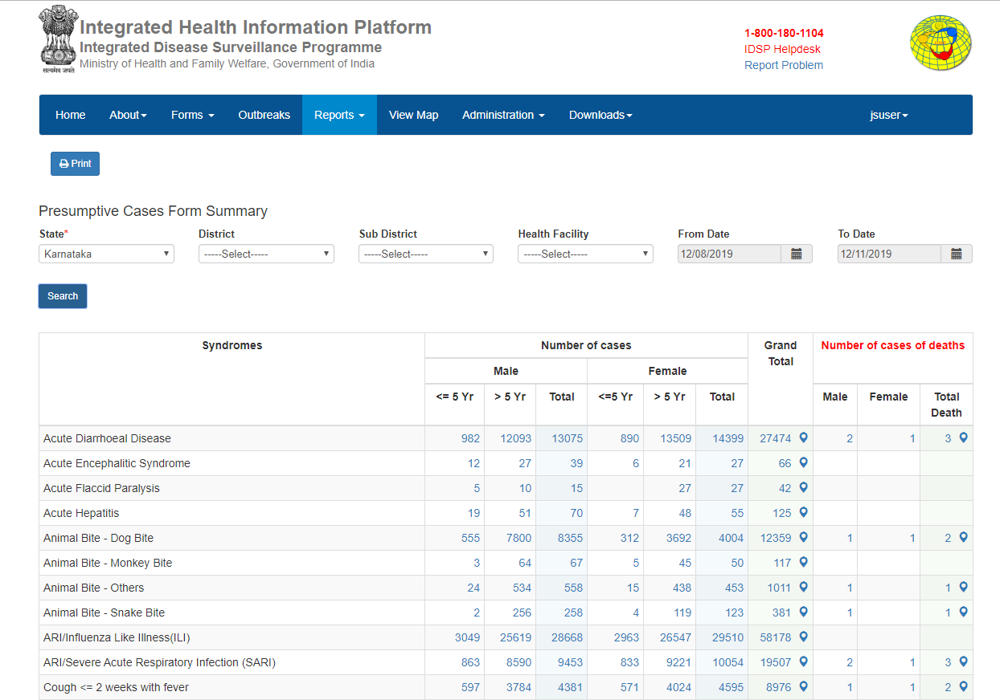 Integrated Health Information Platform
Integrated Disease Surveillance Programme
Ministry of Health and Family Welfare, Government of India
सत्यमेव जयते
1-800-180-1104
IDSP Helpdesk
Report Problem
Home About Forms Outbreaks Reports View Map Administration Downloads jsuser
Print
Presumptive Cases Form Summary
State* District Sub District Health Facility From Date To Date
Karnataka -----Select----- -----Select----- -----Select----- 12/08/2019 12/11/2019
Search
Syndromes Number of cases Grand Total Number of cases of deaths
Male Female
<= 5 Yr > 5 Yr Total <=5 Yr > 5 Yr Total Male Female Total Death
Acute Diarrhoeal Disease 982 12093 13075 890 13509 14399 27474 2 1 3
Acute Encephalitic Syndrome 12 27 39 6 21 27 66
Acute Flaccid Paralysis 5 10 15 27 27 42
Acute Hepatitis 19 51 70 7 48 55 125
Animal Bite - Dog Bite 555 7800 8355 312 3692 4004 12359 1 1 2
Animal Bite - Monkey Bite 3 64 67 5 45 50 117
Animal Bite - Others 24 534 558 15 438 453 1011 1 1
Animal Bite - Snake Bite 2 256 258 4 119 123 381 1 1
ARI/Influenza Like Illness(ILI) 3049 25619 28668 2963 26547 29510 58178
ARI/Severe Acute Respiratory Infection (SARI) 863 8590 9453 833 9221 10054 19507 2 1 3
Cough <= 2 weeks with fever 597 3784 4381 571 4024 4595 8976 1 1 2